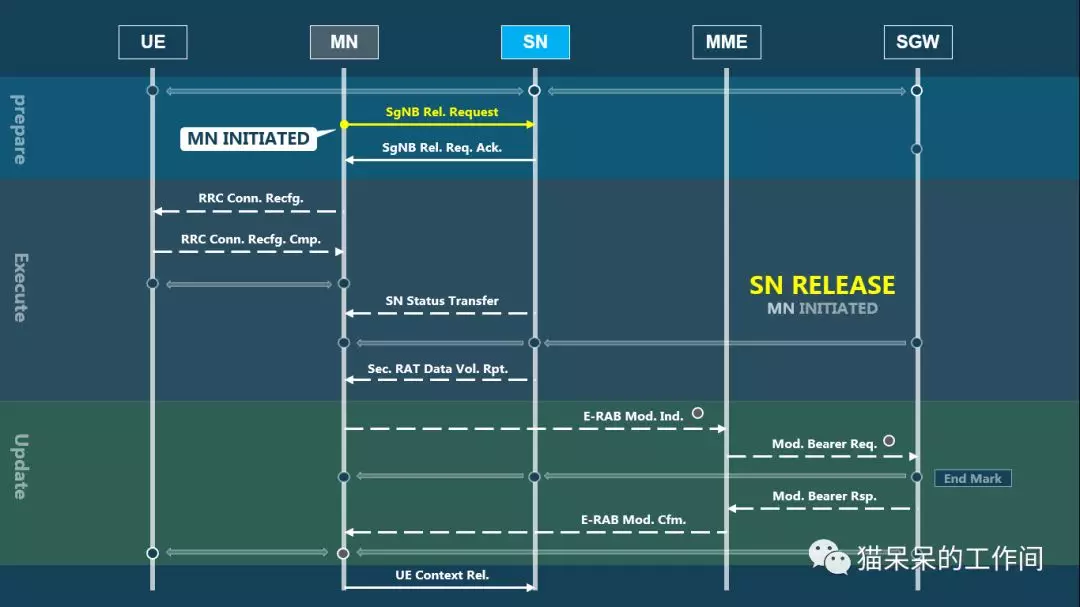 UE
MN
SN
MME
SGW
prepare
SgNB Rel. Request
MN INITIATED
SgNB Rel. Req. Ack.
RRC Conn. Recfg.
RRC Conn. Recfg. Cmp.
Execute
SN RELEASE
MN INITIATED
SN Status Transfer
Sec. RAT Data Vol. Rpt.
E-RAB Mod. Ind.
Update
Mod. Bearer Req.
End Mark
Mod. Bearer Rsp.
E-RAB Mod. Cfm.
猫呆呆的工作间
UE Context Rel.